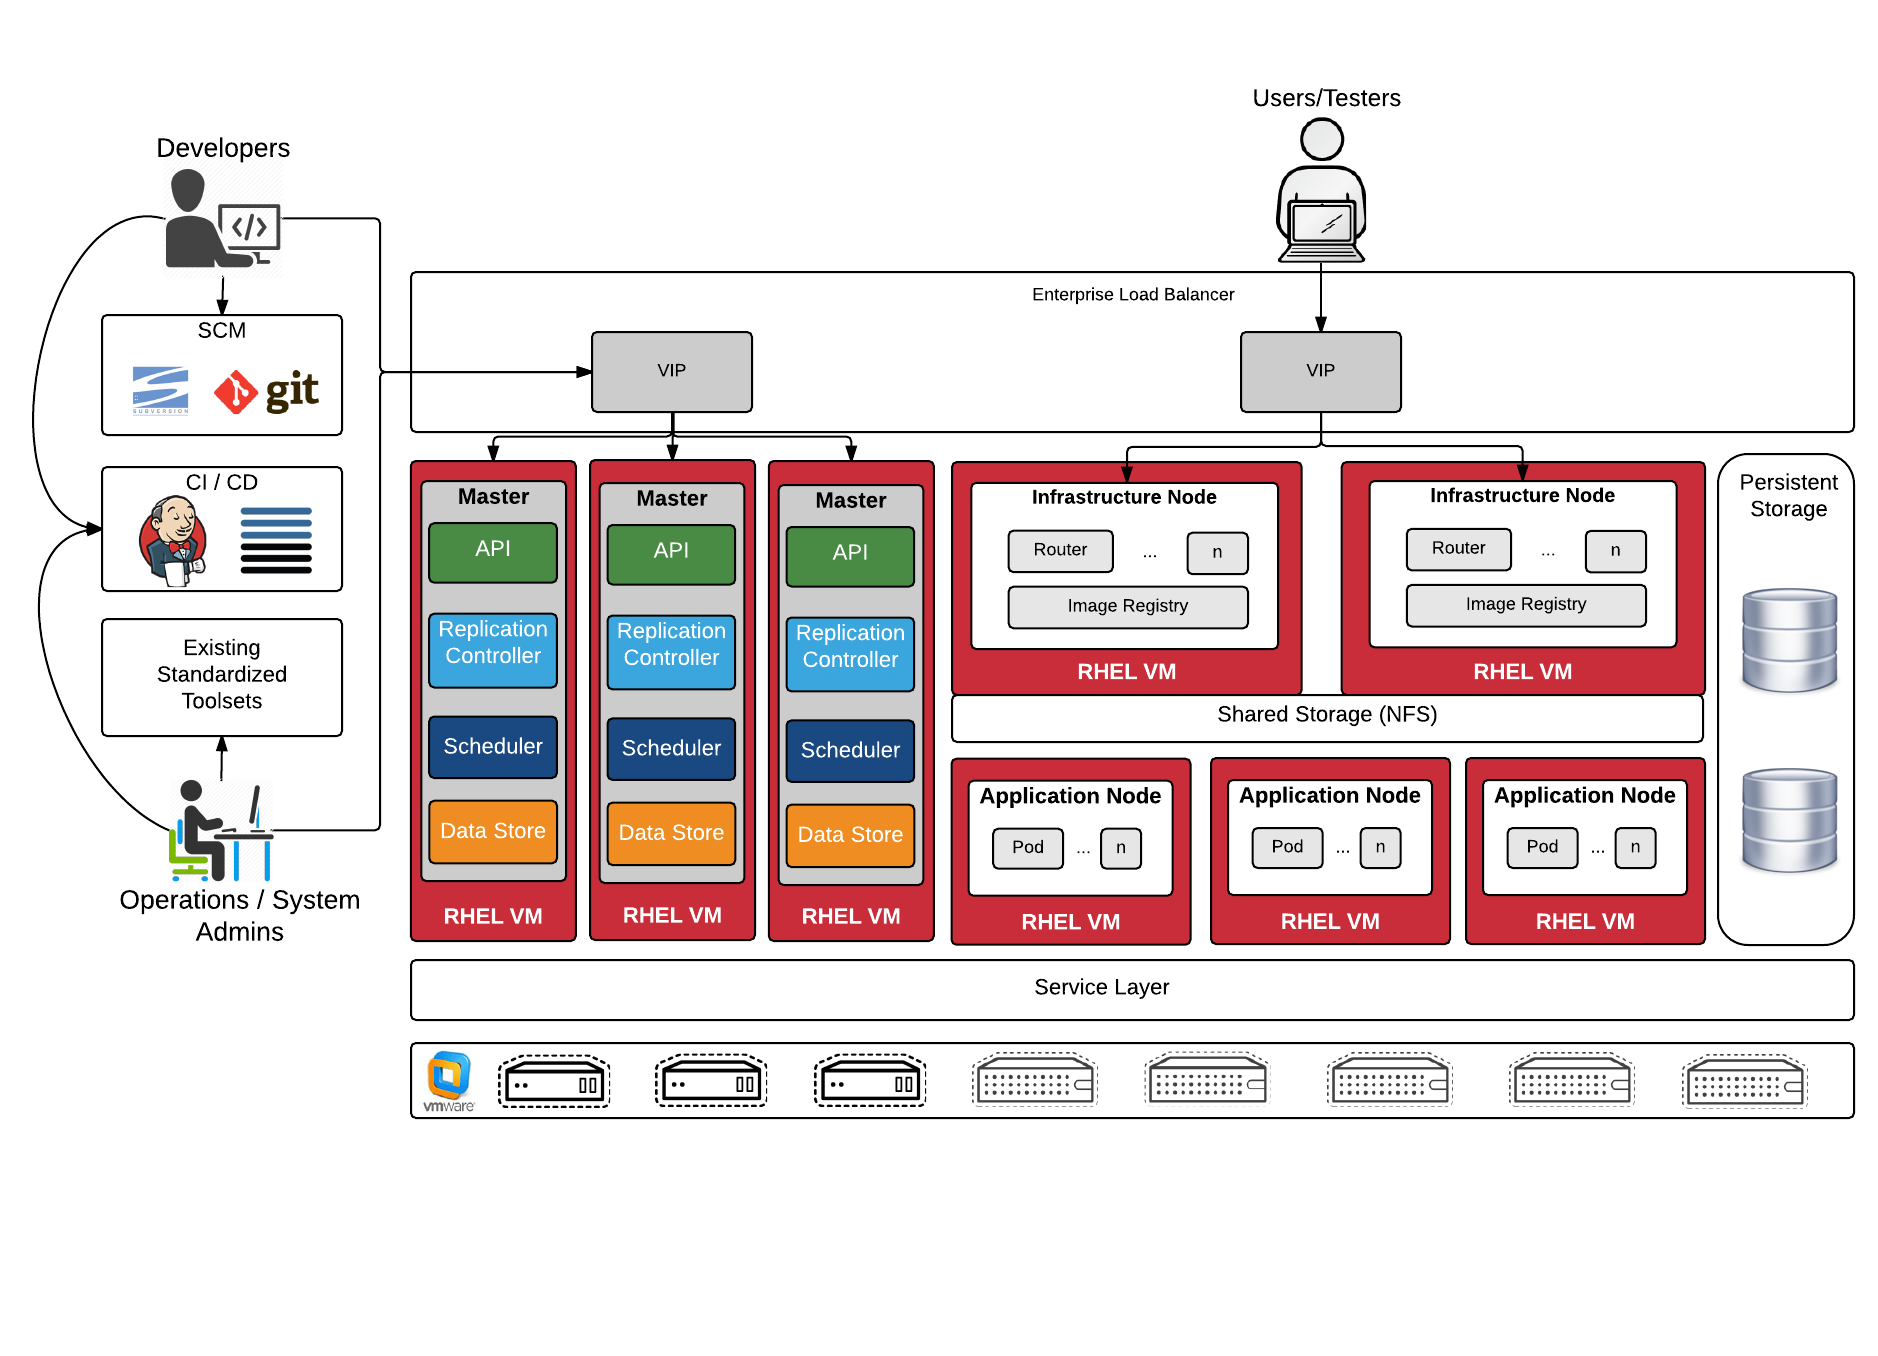 Users/Testers
Developers
Enterprise Load Balancer
SCM
SUBVERSION
git
VIP
VIP
CI / CD
Existing
Standardized
Toolsets
Operations / System
Admins
Master
API
Replication
Controller
Scheduler
Data Store
RHEL VM
Master
API
Replication
Controller
Scheduler
Data Store
RHEL VM
Master
API
Replication
Controller
Scheduler
Data Store
RHEL VM
Infrastructure Node
Router ... n
Image Registry
RHEL VM
Infrastructure Node
Router ... n
Image Registry
RHEL VM
Shared Storage (NFS)
Application Node
Pod ... n
RHEL VM
Application Node
Pod ... n
RHEL VM
Application Node
Pod ... n
RHEL VM
Persistent
Storage
Service Layer
vmware